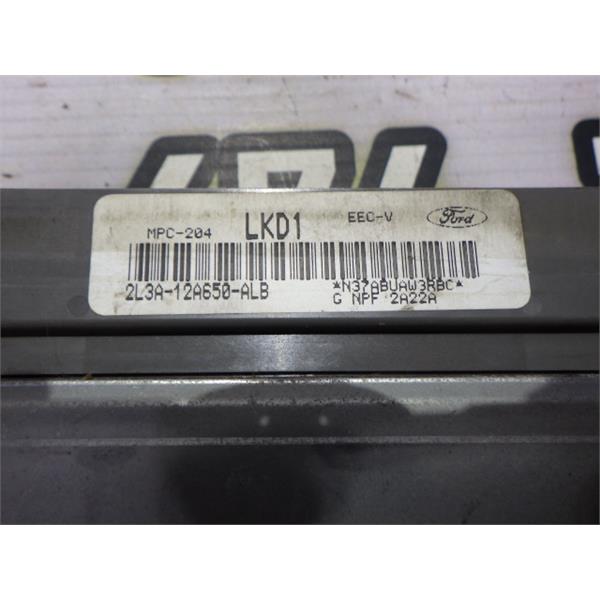 MPC-204 LKD1 EEC-V Ford
2L3A-12A650-ALB *N37ABUAW3RBC*
G NPF 2A22A